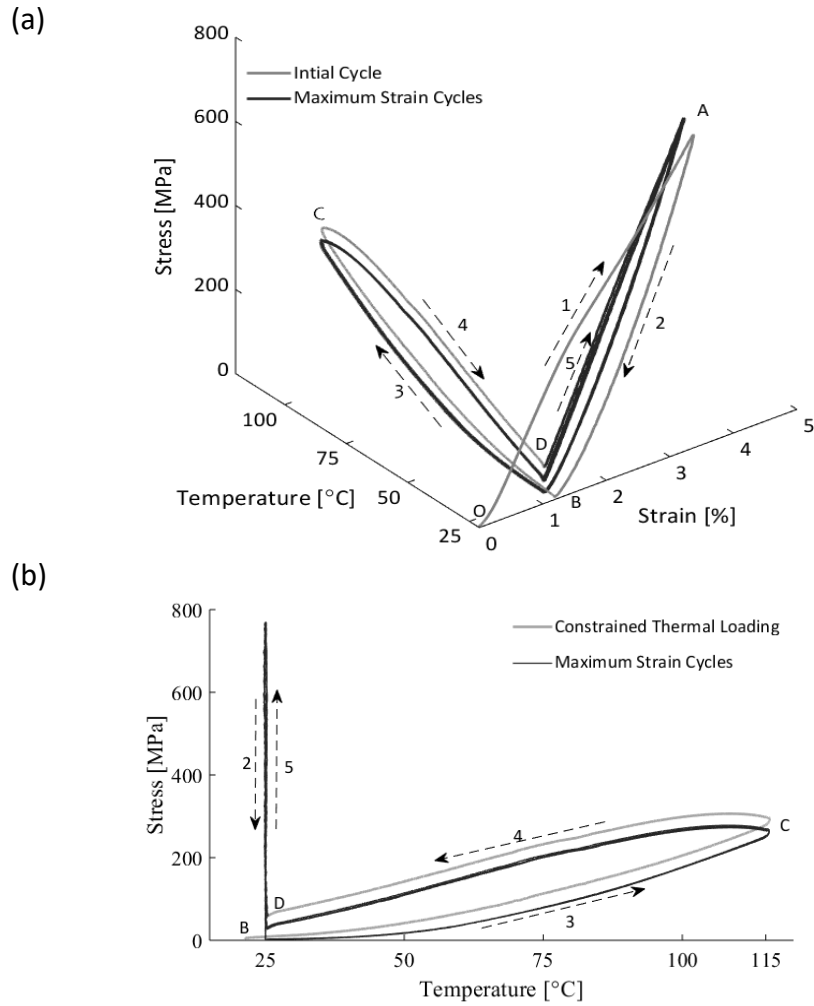 (a)
800
600
400
200
0
Stress [MPa]
Intial Cycle
Maximum Strain Cycles
A
C
1
2
4
5
3
D
O
B
100
75
50
25
Temperature [°C]
0
1
2
3
4
5
Strain [%]
(b)
800
600
400
200
0
Stress [MPa]
Constrained Thermal Loading
Maximum Strain Cycles
2
5
4
C
D
B
3
25
50
75
100
115
Temperature [°C]